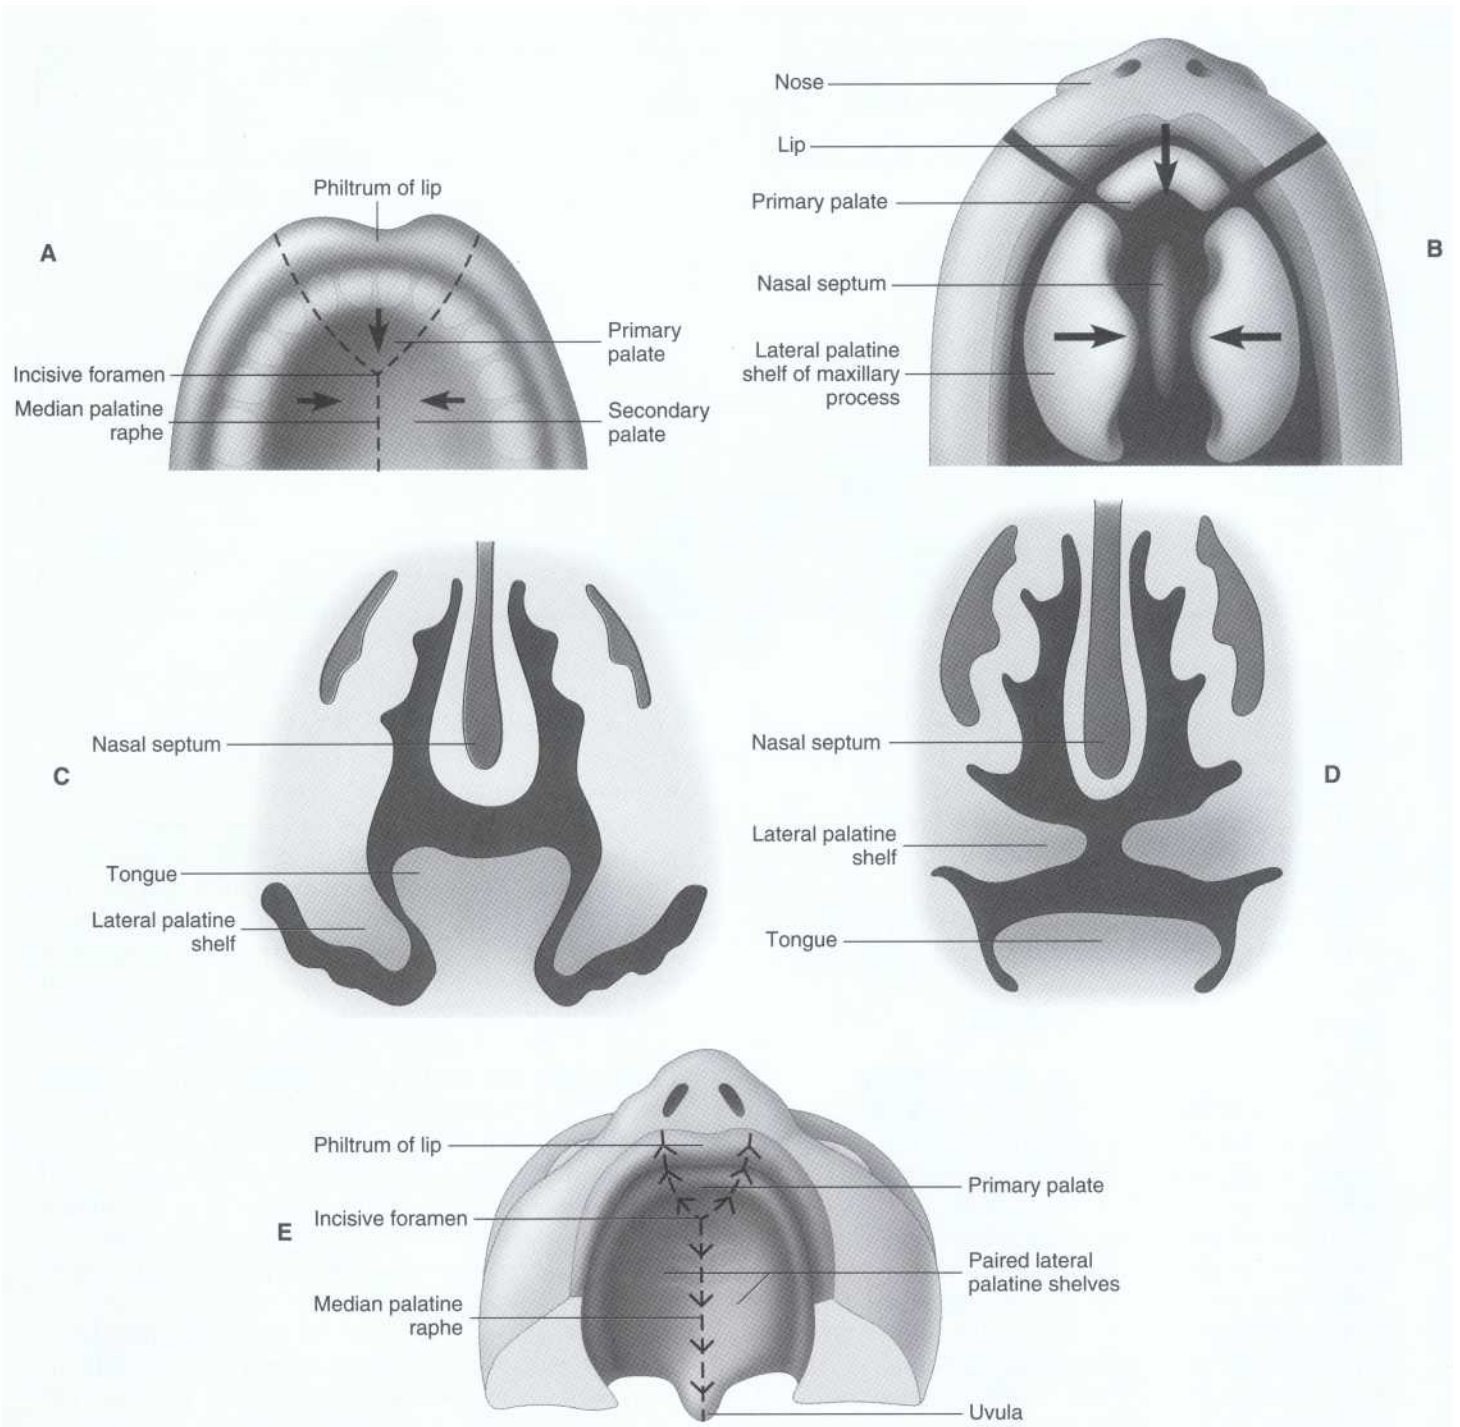 Philtrum of lip
A
Primary
palate
Incisive foramen
Median palatine
raphe
Secondary
palate
Nose
Lip
Primary palate
B
Nasal septum
Lateral palatine
shelf of maxillary
process
Nasal septum
C
Tongue
Lateral palatine
shelf
Nasal septum
D
Lateral palatine
shelf
Tongue
Philtrum of lip
Primary palate
E
Incisive foramen
Paired lateral
palatine shelves
Median palatine
raphe
Uvula